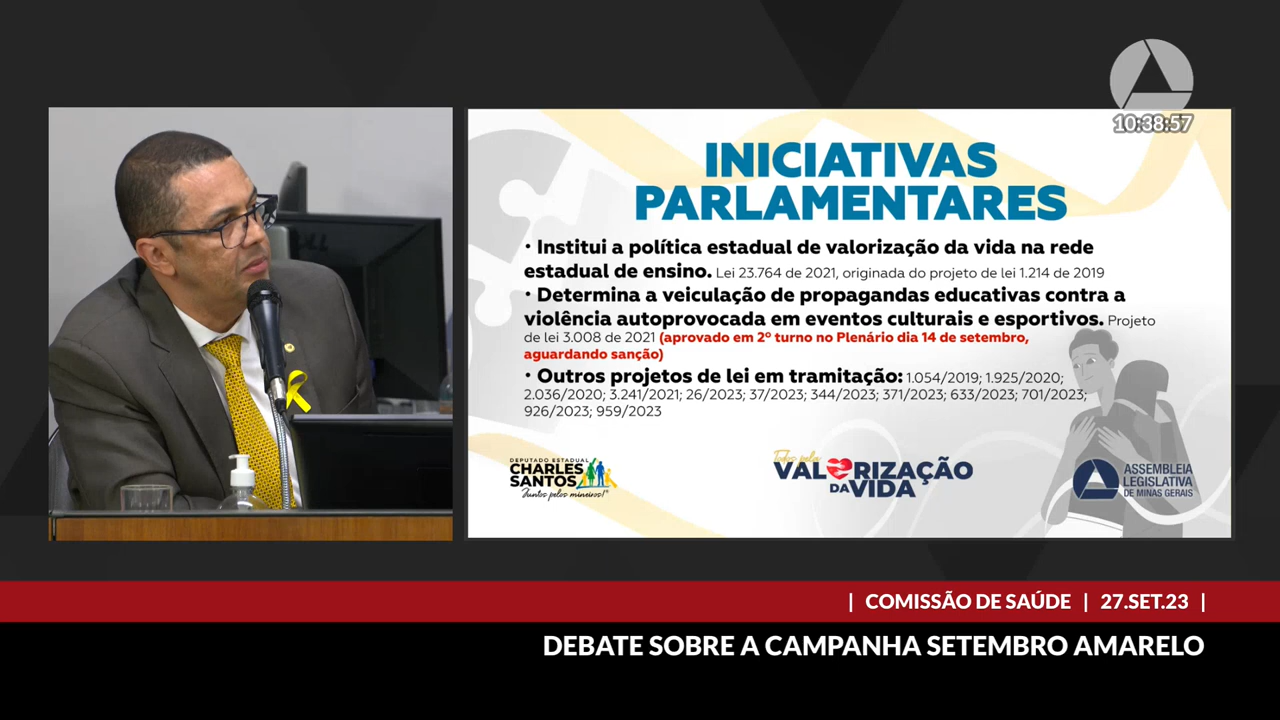 10:38:57
INICIATIVAS
PARLAMENTARES
• Institui a política estadual de valorização da vida na rede
estadual de ensino. Lei 23.764 de 2021, originada do projeto de lei 1.214 de 2019
• Determina a veiculação de propagandas educativas contra a
violência autoprovocada em eventos culturais e esportivos. Projeto
de lei 3.008 de 2021 (aprovado em 2º turno no Plenário dia 14 de setembro,
aguardando sanção)
• Outros projetos de lei em tramitação: 1.054/2019; 1.925/2020;
2.036/2020; 3.241/2021; 26/2023; 37/2023; 344/2023; 371/2023; 633/2023; 701/2023;
926/2023; 959/2023
DEPUTADO ESTADUAL
CHARLES
SANTOS
Juntos pelos mineiros!
Todos pela
VALORIZAÇÃO
DA VIDA
ASSEMBLEIA
LEGISLATIVA
DE MINAS GERAIS
| COMISSÃO DE SAÚDE | 27.SET.23 |
DEBATE SOBRE A CAMPANHA SETEMBRO AMARELO